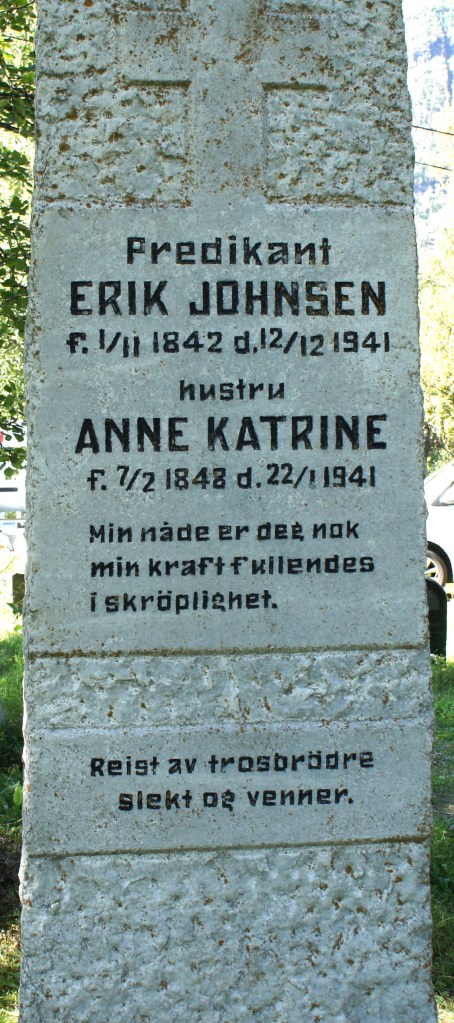 Predikant
ERIK JOHNSEN
f. 1/11 1842 d. 12/12 1941
hustru
ANNE KATRINE
f. 7/2 1848 d. 22/1 1941
Min nåde er deg nok
min kraft fullendes
i skröplighet.
Reist av trosbrödre
slekt og venner.